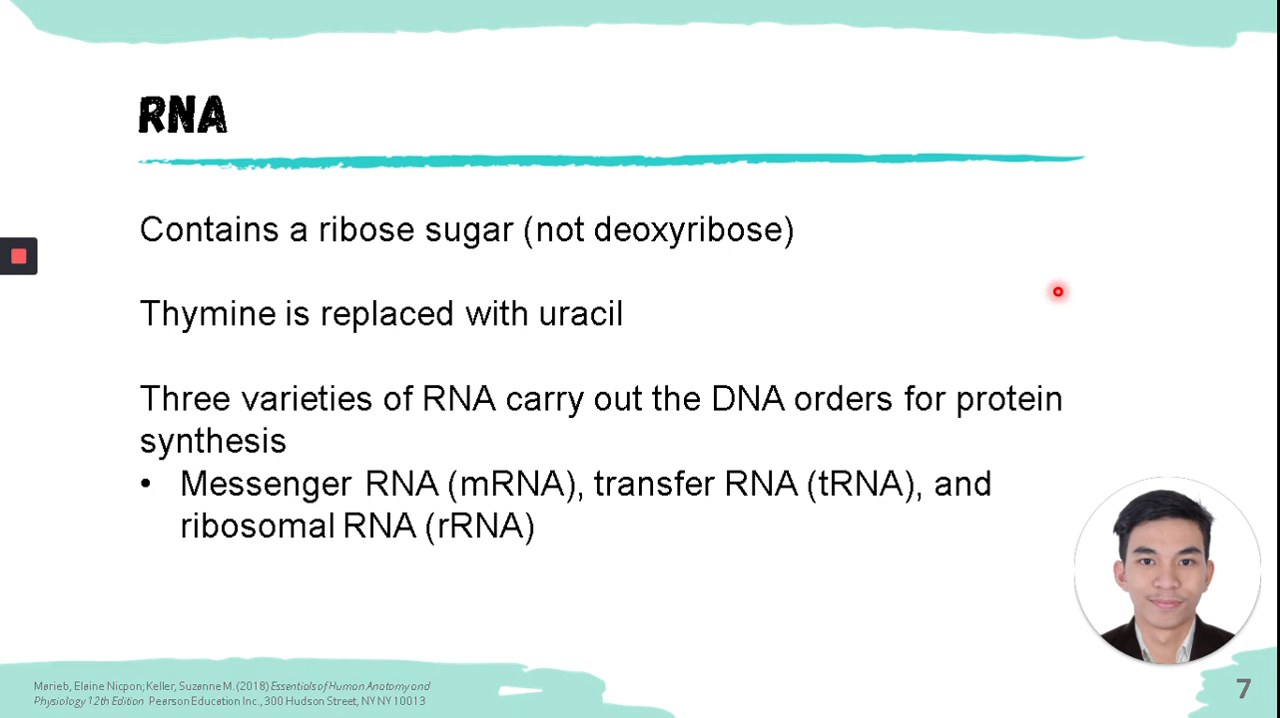 RNA
Contains a ribose sugar (not deoxyribose)
Thymine is replaced with uracil
Three varieties of RNA carry out the DNA orders for protein
synthesis
• Messenger RNA (mRNA), transfer RNA (tRNA), and
ribosomal RNA (rRNA)
Marieb, Elaine Nicpon; Keller, Suzanne M. (2018) Essentials of Human Anatomy and
Physiology 12th Edition Pearson Education Inc., 300 Hudson Street, NY NY 10013
7